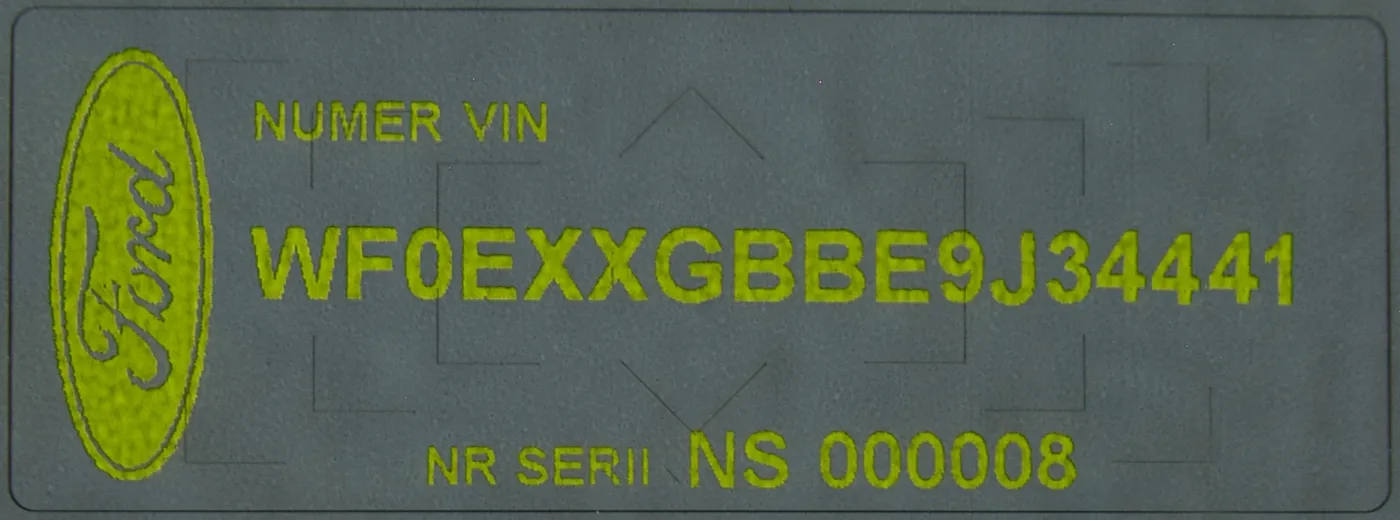 NUMER VIN
Ford
WF0EXXGBBE9J34441
NR SERII NS 000008